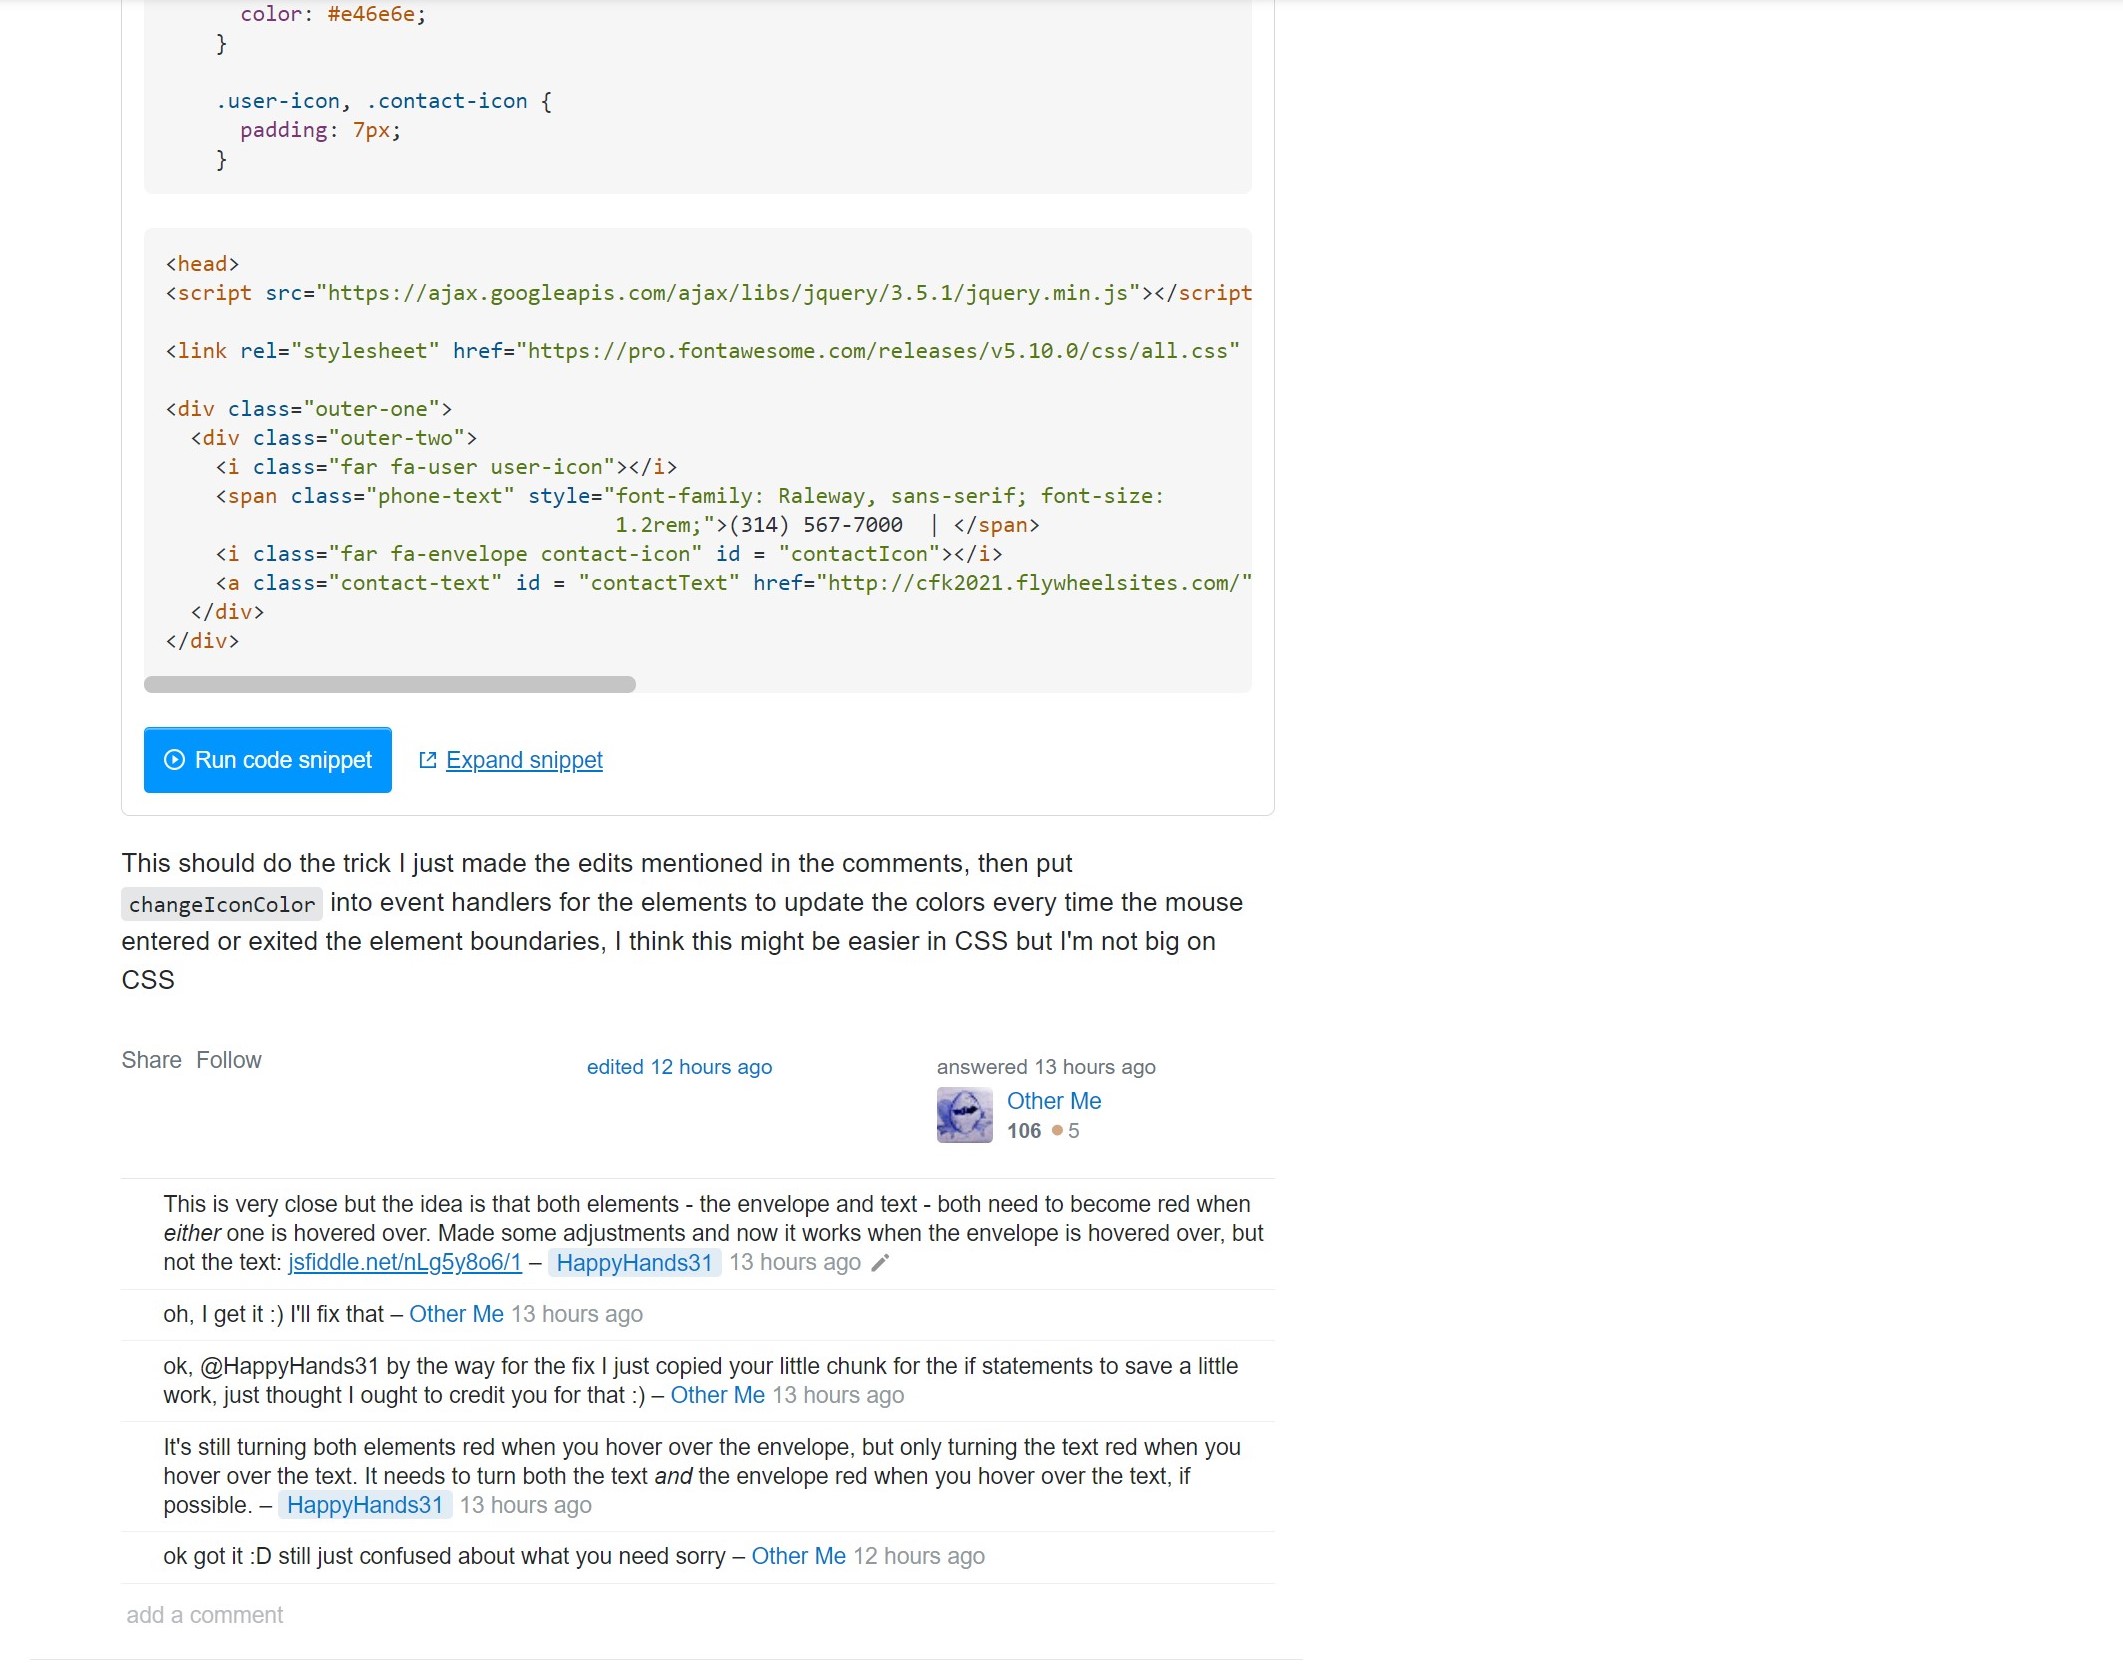 color: #e46e6e;
}
.user-icon, .contact-icon {
padding: 7px;
}
<head>
<script src="https://ajax.googleapis.com/ajax/libs/jquery/3.5.1/jquery.min.js"></script
<link rel="stylesheet" href="https://pro.fontawesome.com/releases/v5.10.0/css/all.css"
<div class="outer-one">
<div class="outer-two">
<i class="far fa-user user-icon"></i>
<span class="phone-text" style="font-family: Raleway, sans-serif; font-size:
1.2rem;">(314) 567-7000 | </span>
<i class="far fa-envelope contact-icon" id = "contactIcon"></i>
<a class="contact-text" id = "contactText" href="http://cfk2021.flywheelsites.com/"
</div>
</div>
Run code snippet Expand snippet
This should do the trick I just made the edits mentioned in the comments, then put
changeIconColor into event handlers for the elements to update the colors every time the mouse
entered or exited the element boundaries, I think this might be easier in CSS but I'm not big on
CSS
Share Follow edited 12 hours ago answered 13 hours ago
Other Me
106 5
This is very close but the idea is that both elements - the envelope and text - both need to become red when
either one is hovered over. Made some adjustments and now it works when the envelope is hovered over, but
not the text: jsfiddle.net/nLg5y8o6/1 – HappyHands31 13 hours ago
oh, I get it :) I'll fix that – Other Me 13 hours ago
ok, @HappyHands31 by the way for the fix I just copied your little chunk for the if statements to save a little
work, just thought I ought to credit you for that :) – Other Me 13 hours ago
It's still turning both elements red when you hover over the envelope, but only turning the text red when you
hover over the text. It needs to turn both the text and the envelope red when you hover over the text, if
possible. – HappyHands31 13 hours ago
ok got it :D still just confused about what you need sorry – Other Me 12 hours ago
add a comment